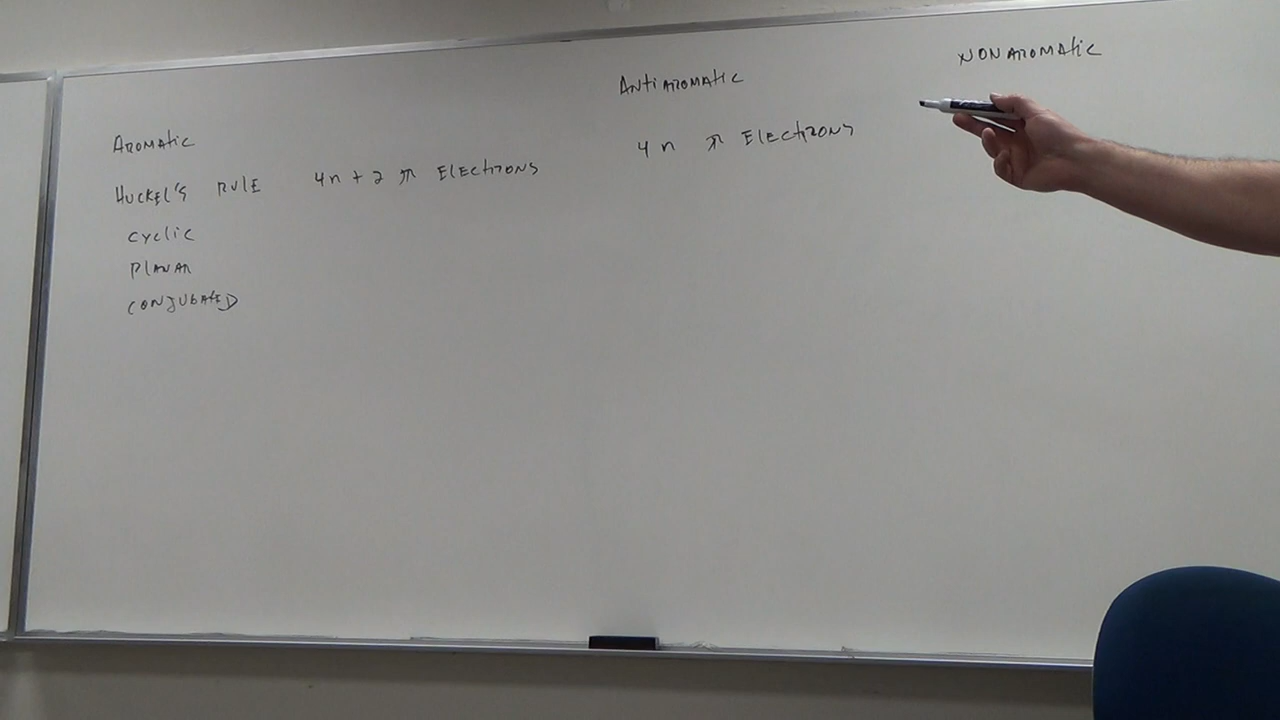 Aromatic
Huckel's Rule 4n + 2 π Electrons
cyclic
Planar
conjugated
Antiaromatic
4n π Electrons
Nonaromatic